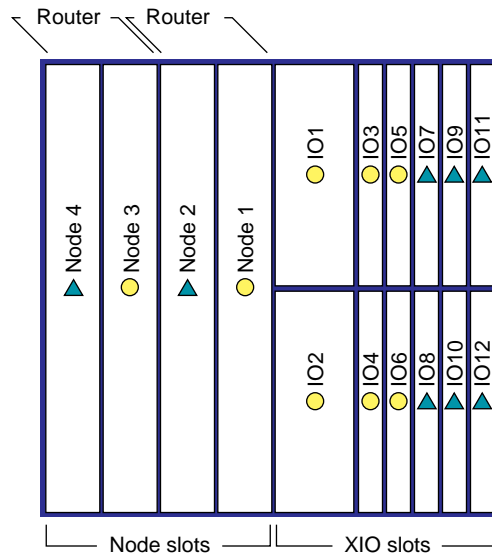 Router Router
Node 4
Node 3
Node 2
Node 1
IO1
IO3
IO5
IO7
IO9
IO11
IO2
IO4
IO6
IO8
IO10
IO12
Node slots
XIO slots